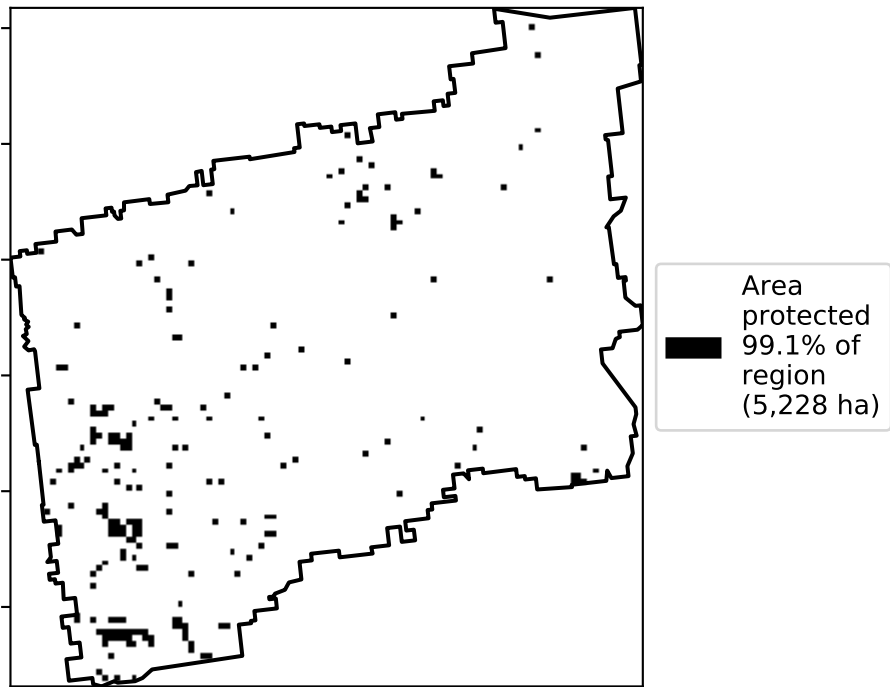 Area
protected
99.1% of
region
(5,228 ha)